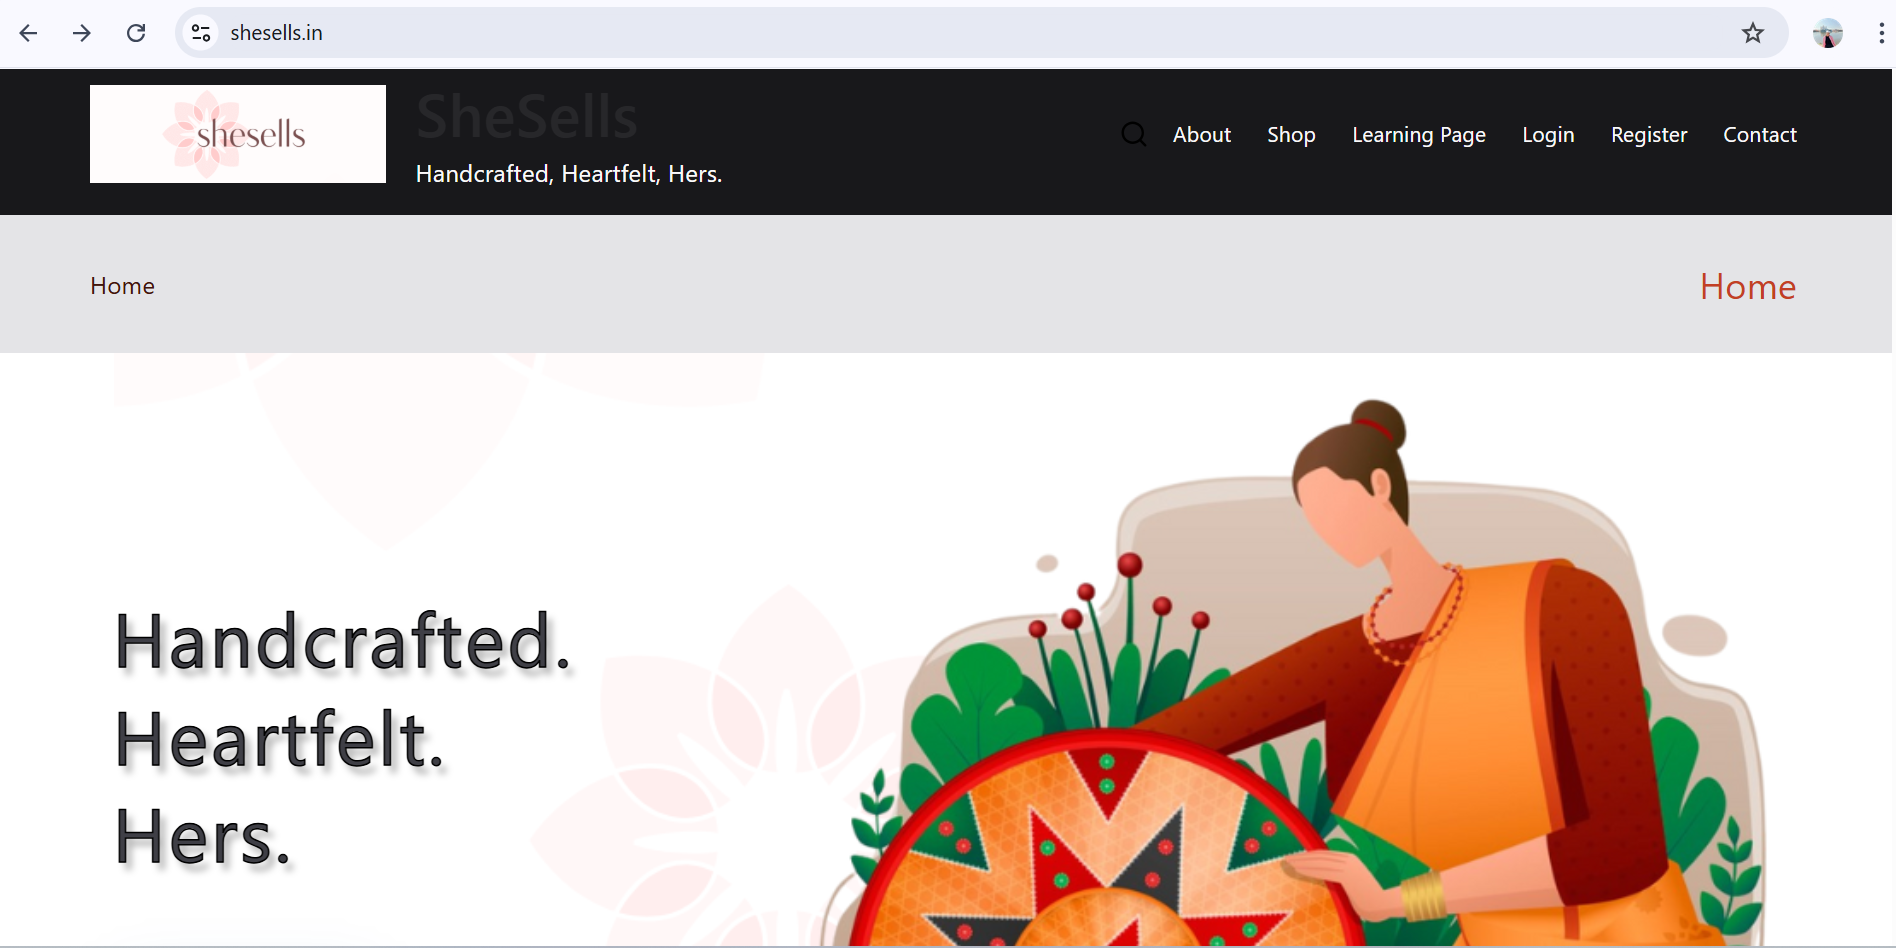 shesells.in
shesells
SheSells
Handcrafted, Heartfelt, Hers.
About Shop Learning Page Login Register Contact
Home
Home
Handcrafted.
Heartfelt.
Hers.